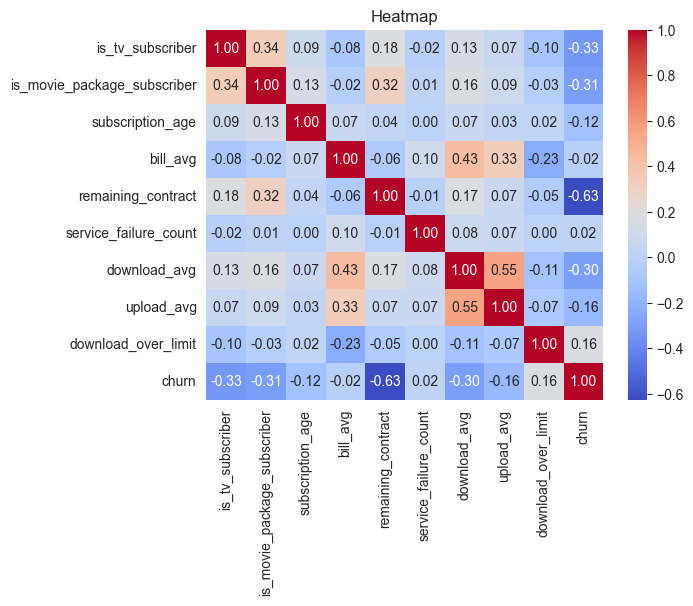 Heatmap
is_tv_subscriber 1.00 0.34 0.09 -0.08 0.18 -0.02 0.13 0.07 -0.10 -0.33
is_movie_package_subscriber 0.34 1.00 0.13 -0.02 0.32 0.01 0.16 0.09 -0.03 -0.31
subscription_age 0.09 0.13 1.00 0.07 0.04 0.00 0.07 0.03 0.02 -0.12
bill_avg -0.08 -0.02 0.07 1.00 -0.06 0.10 0.43 0.33 -0.23 -0.02
remaining_contract 0.18 0.32 0.04 -0.06 1.00 -0.01 0.17 0.07 -0.05 -0.63
service_failure_count -0.02 0.01 0.00 0.10 -0.01 1.00 0.08 0.07 0.00 0.02
download_avg 0.13 0.16 0.07 0.43 0.17 0.08 1.00 0.55 -0.11 -0.30
upload_avg 0.07 0.09 0.03 0.33 0.07 0.07 0.55 1.00 -0.07 -0.16
download_over_limit -0.10 -0.03 0.02 -0.23 -0.05 0.00 -0.11 -0.07 1.00 0.16
churn -0.33 -0.31 -0.12 -0.02 -0.63 0.02 -0.30 -0.16 0.16 1.00
is_tv_subscriber
is_movie_package_subscriber
subscription_age
bill_avg
remaining_contract
service_failure_count
download_avg
upload_avg
download_over_limit
churn
1.0
0.8
0.6
0.4
0.2
0.0
-0.2
-0.4
-0.6